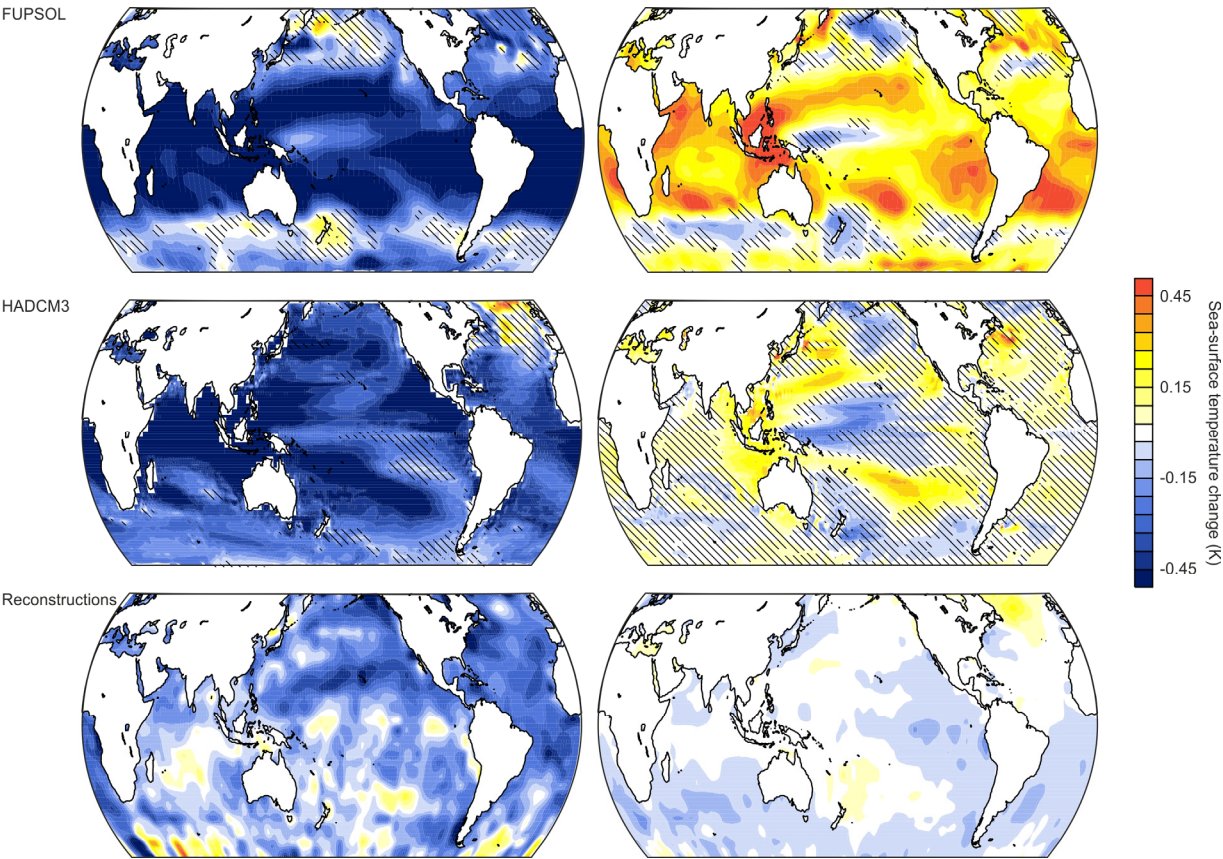 FUPSOL
HADCM3
0.45
0.15
-0.15
-0.45
Sea-surface temperature change (K)
Reconstructions